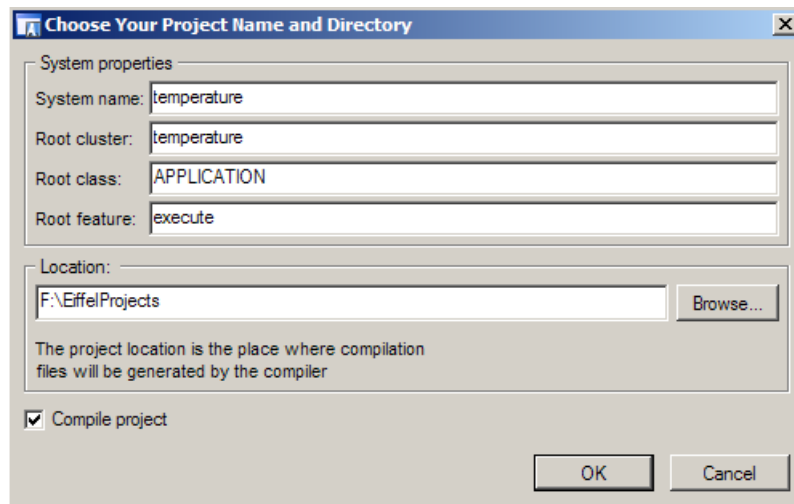 Choose Your Project Name and Directory
System properties
System name: temperature
Root cluster: temperature
Root class: APPLICATION
Root feature: execute
Location:
F:\EiffelProjects
Browse...
The project location is the place where compilation
files will be generated by the compiler
Compile project
OK Cancel